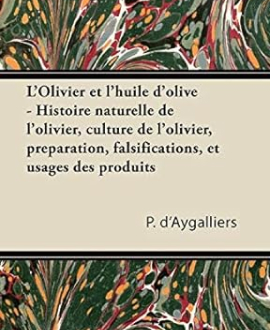 L'Olivier et l'huile d'olive
- Histoire naturelle de
l'olivier, culture de l'olivier,
preparation, falsifications, et
usages des produits
P. d'Aygalliers